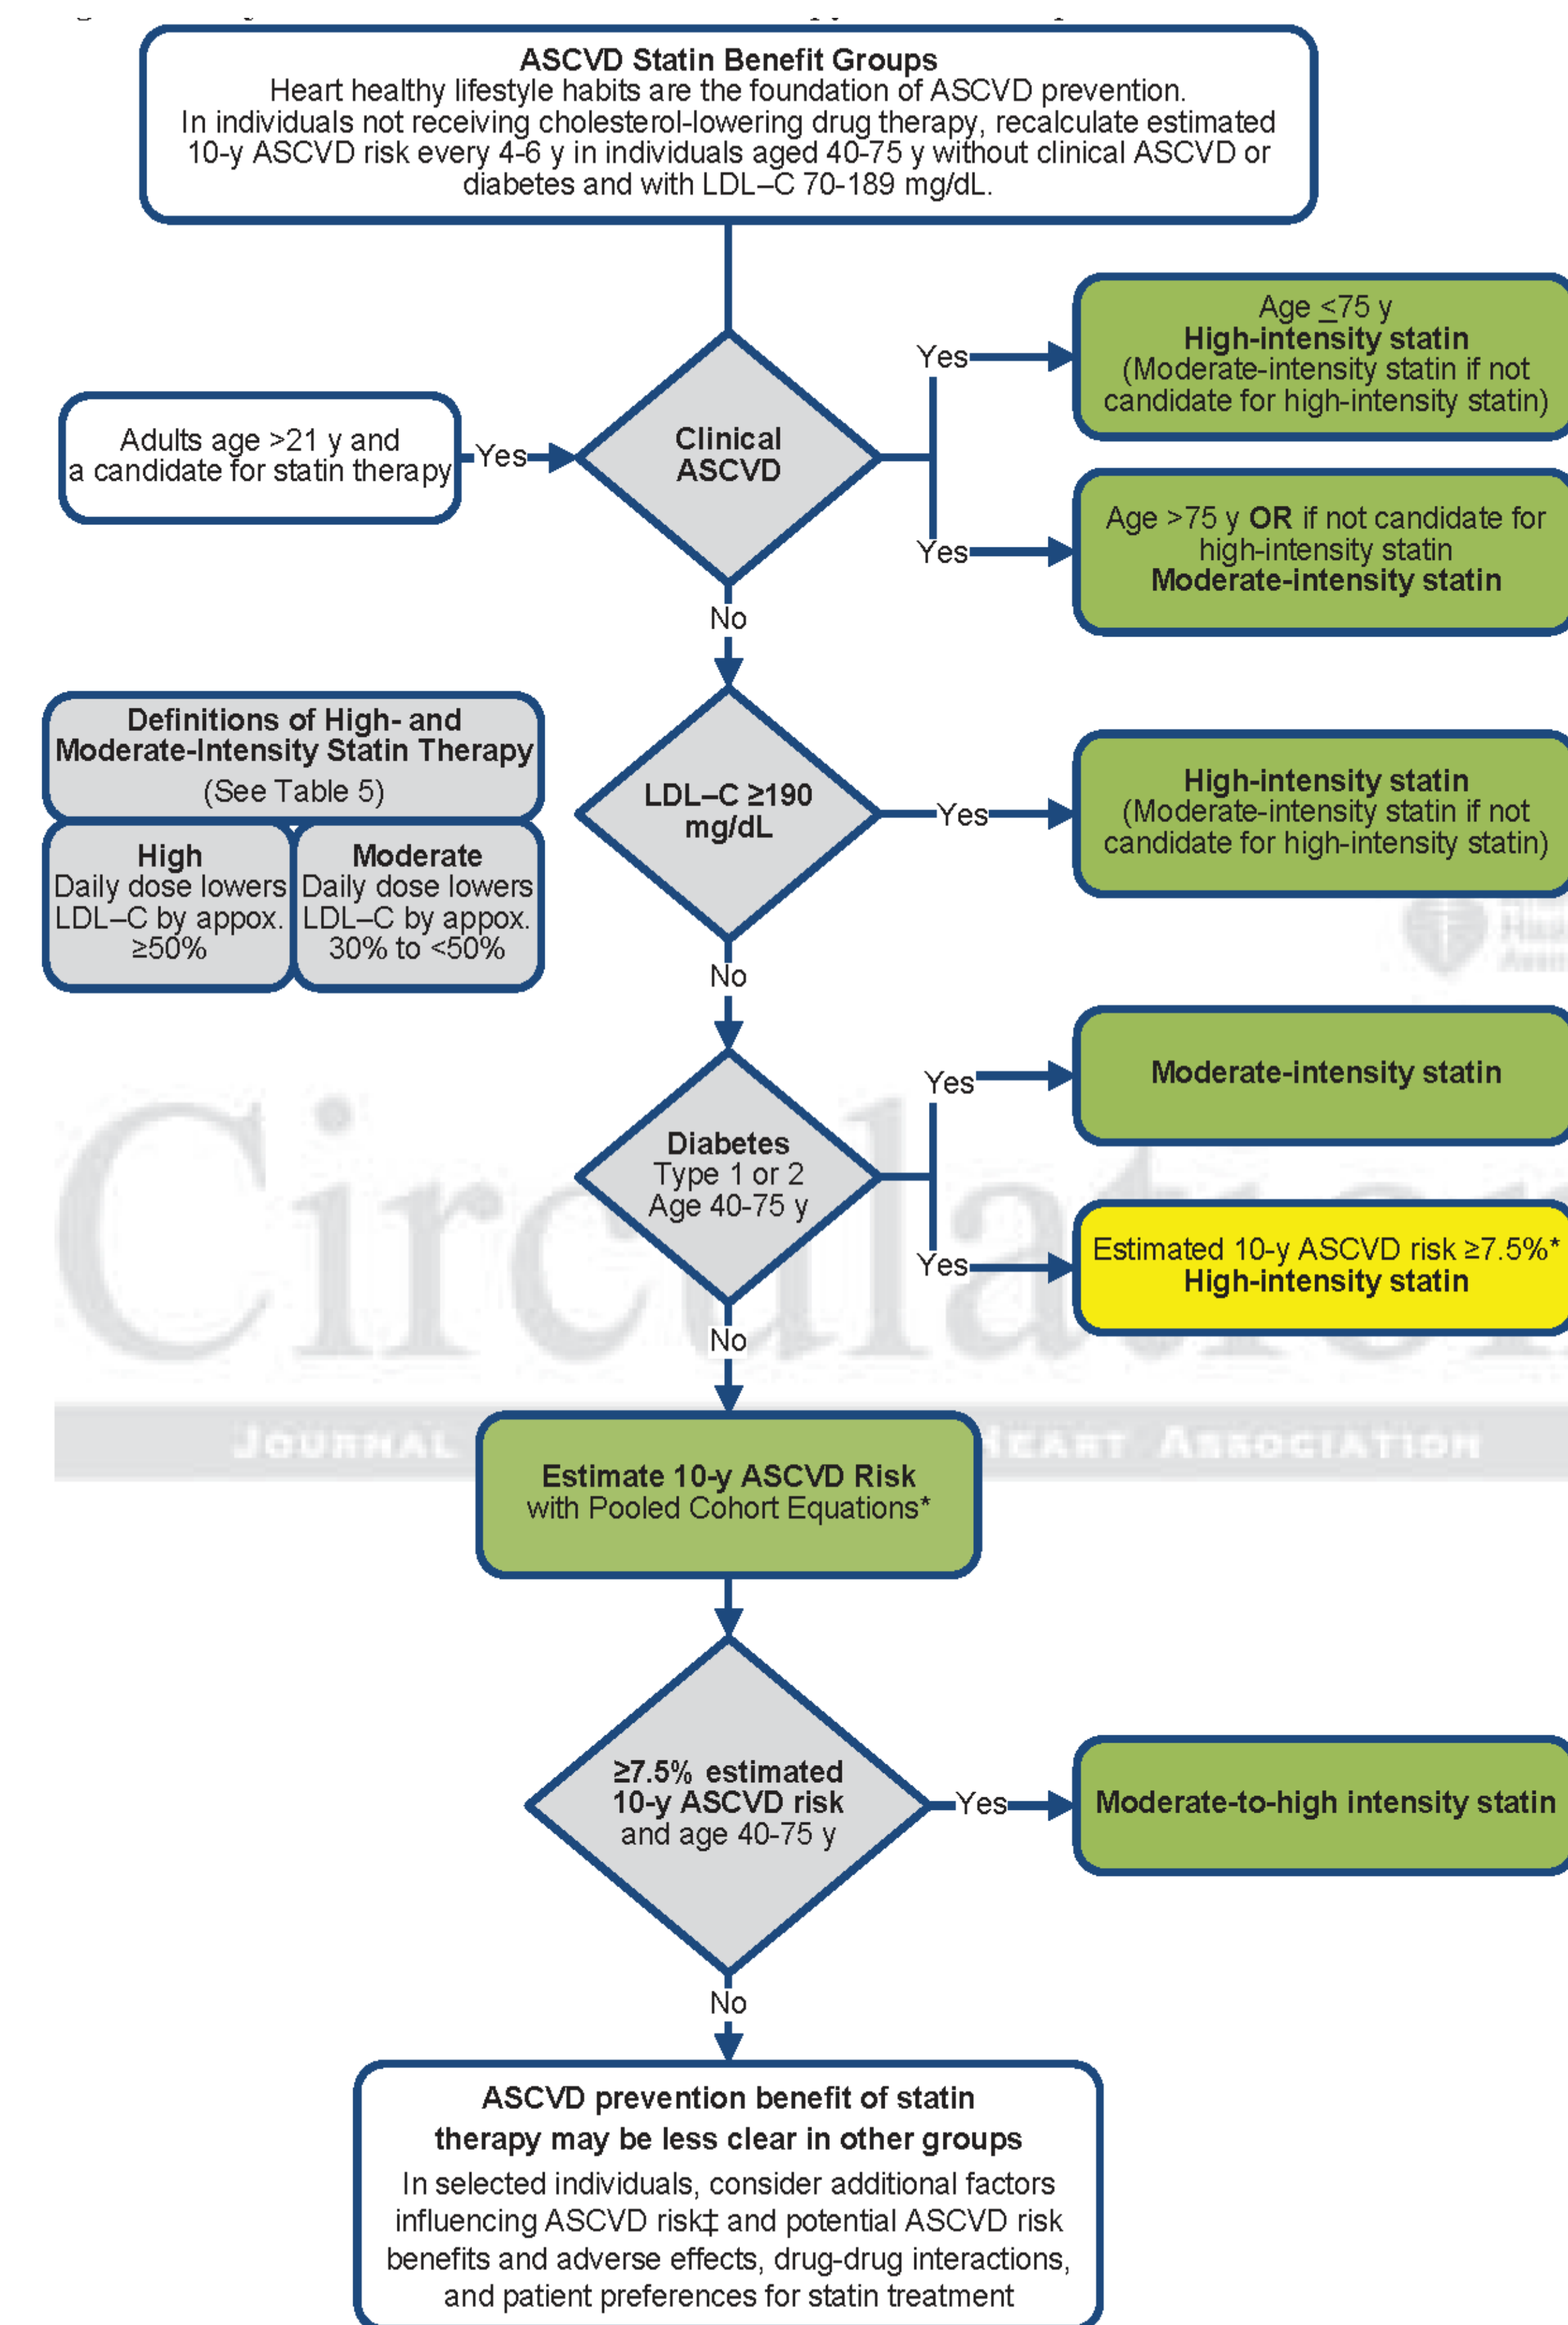 ASCVD Statin Benefit Groups
Heart healthy lifestyle habits are the foundation of ASCVD prevention.
In individuals not receiving cholesterol-lowering drug therapy, recalculate estimated
10-y ASCVD risk every 4-6 y in individuals aged 40-75 y without clinical ASCVD or
diabetes and with LDL–C 70-189 mg/dL.
Adults age >21 y and
a candidate for statin therapy
Yes
Clinical
ASCVD
Yes
Age ≤75 y
High-intensity statin
(Moderate-intensity statin if not
candidate for high-intensity statin)
Yes
Age >75 y OR if not candidate for
high-intensity statin
Moderate-intensity statin
No
Definitions of High- and
Moderate-Intensity Statin Therapy
(See Table 5)
High
Daily dose lowers
LDL–C by appox.
≥50%
Moderate
Daily dose lowers
LDL–C by appox.
30% to <50%
LDL–C ≥190
mg/dL
Yes
High-intensity statin
(Moderate-intensity statin if not
candidate for high-intensity statin)
No
Diabetes
Type 1 or 2
Age 40-75 y
Yes
Moderate-intensity statin
Yes
Estimated 10-y ASCVD risk ≥7.5%*
High-intensity statin
No
Circulation
JOURNAL HEART ASSOCIATION
Estimate 10-y ASCVD Risk
with Pooled Cohort Equations*
≥7.5% estimated
10-y ASCVD risk
and age 40-75 y
Yes
Moderate-to-high intensity statin
No
ASCVD prevention benefit of statin
therapy may be less clear in other groups
In selected individuals, consider additional factors
influencing ASCVD risk‡ and potential ASCVD risk
benefits and adverse effects, drug-drug interactions,
and patient preferences for statin treatment